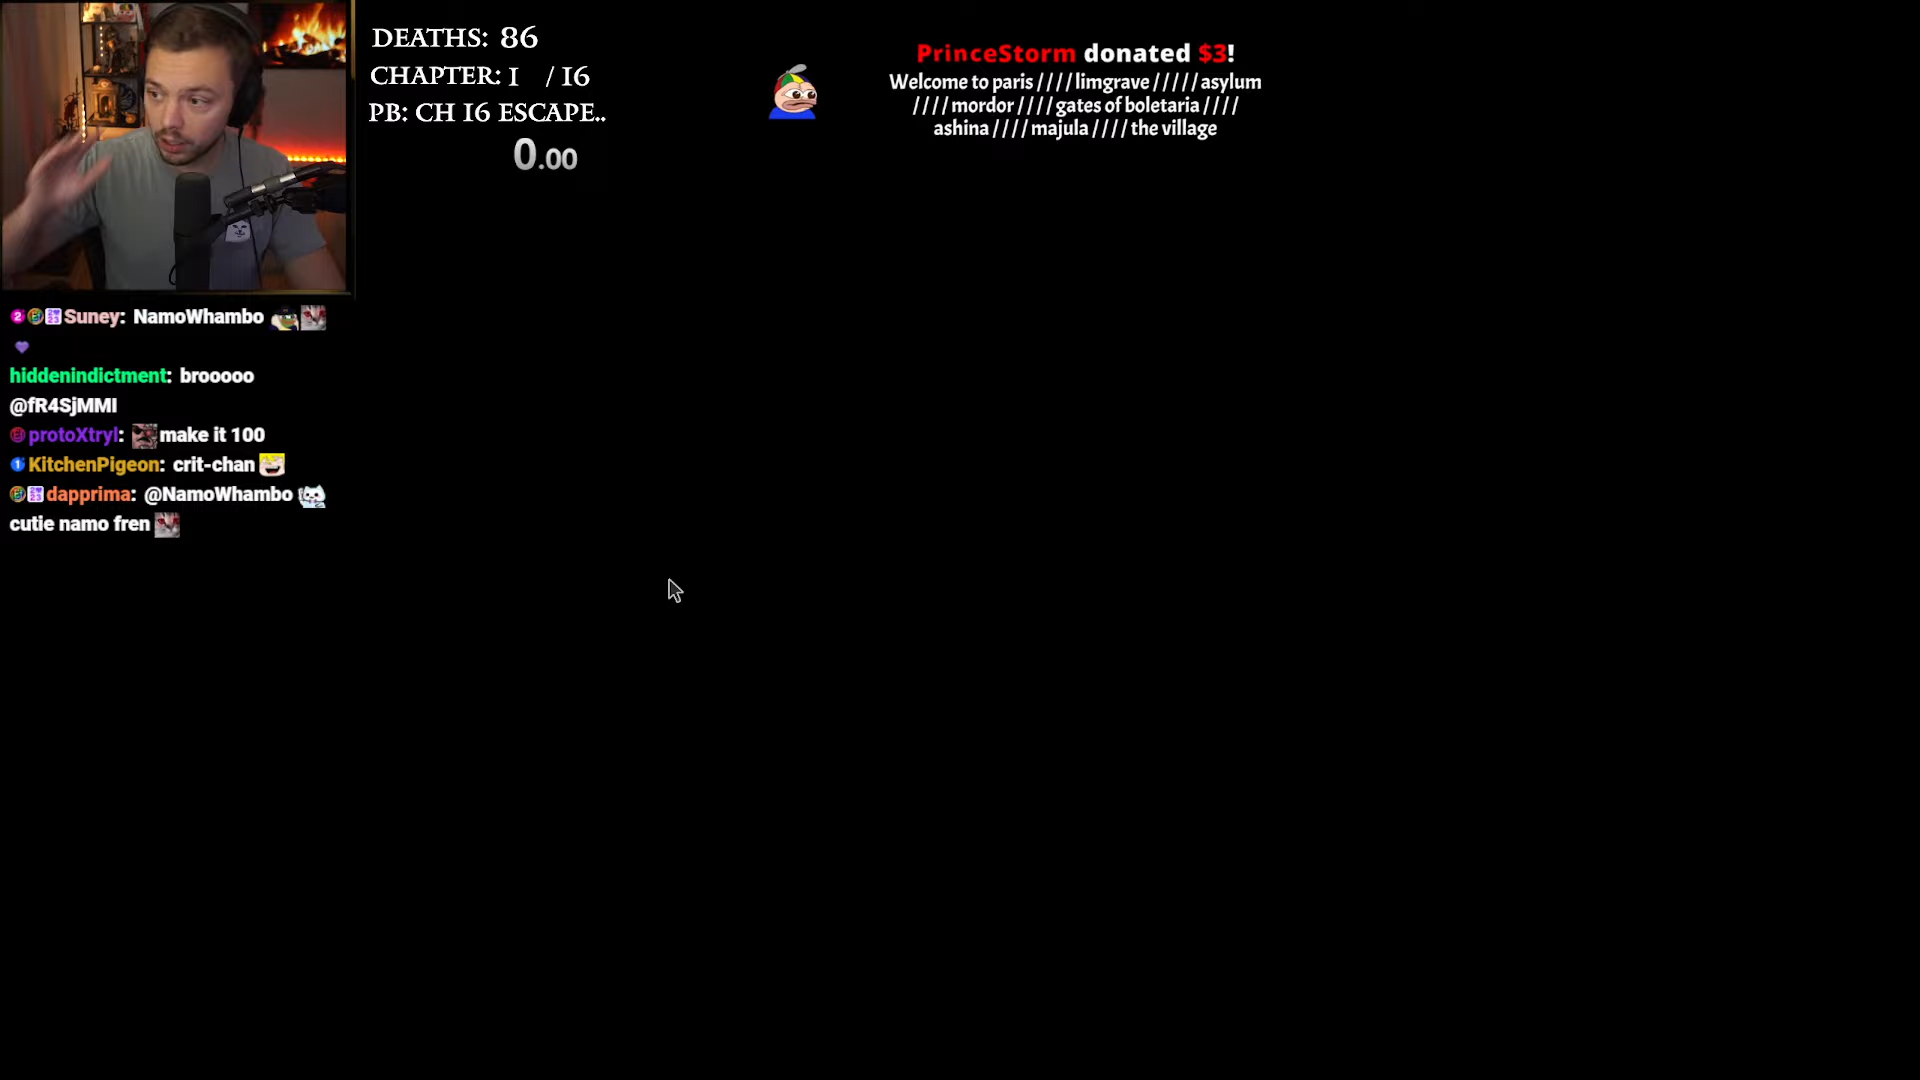 DEATHS: 86
CHAPTER: 1 / 16
PB: CH 16 ESCAPE..
0.00
PrinceStorm donated $3!
Welcome to paris //// limgrave ///// asylum
//// mordor //// gates of boletaria ////
ashina //// majula //// the village
Suney: NamoWhambo
hiddenindictment: brooooo
@fR4SjMMI
protoXtryl: make it 100
KitchenPigeon: crit-chan
dapprima: @NamoWhambo
cutie namo fren